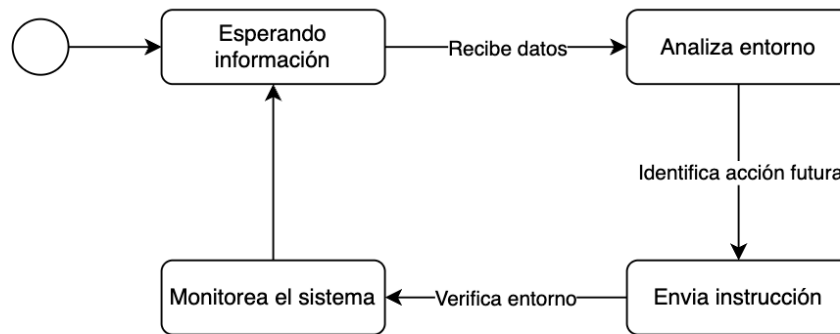 Esperando
información
Recibe datos
Analiza entorno
Identifica acción futura
Monitorea el sistema
Verifica entorno
Envia instrucción